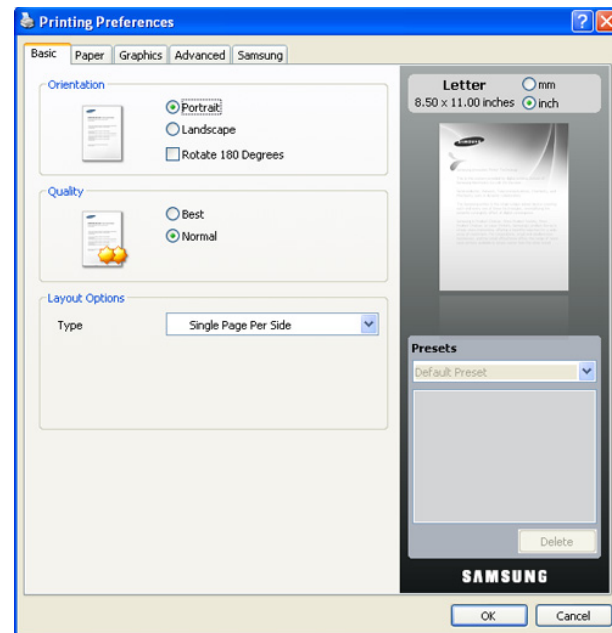 Printing Preferences
Basic Paper Graphics Advanced Samsung
Orientation
Portrait
Landscape
Rotate 180 Degrees
Quality
Best
Normal
Layout Options
Type Single Page Per Side
Letter
8.50 x 11.00 inches
mm
inch
SAMSUNG
Presets
Default Preset
Delete
SAMSUNG
OK Cancel